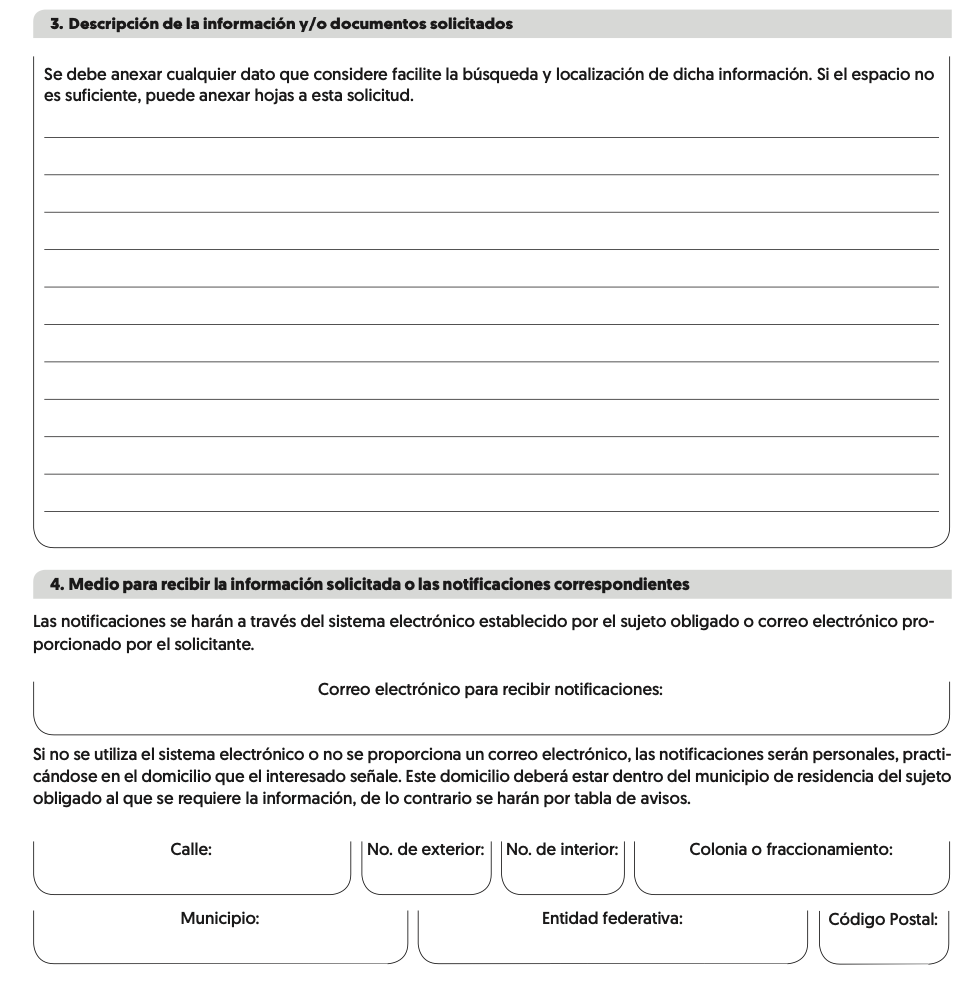 3. Descripción de la información y/o documentos solicitados
Se debe anexar cualquier dato que considere facilite la búsqueda y localización de dicha información. Si el espacio no
es suficiente, puede anexar hojas a esta solicitud.
4. Medio para recibir la información solicitada o las notificaciones correspondientes
Las notificaciones se harán a través del sistema electrónico establecido por el sujeto obligado o correo electrónico pro-
porcionado por el solicitante.
Correo electrónico para recibir notificaciones:
Si no se utiliza el sistema electrónico o no se proporciona un correo electrónico, las notificaciones serán personales, practi-
cándose en el domicilio que el interesado señale. Este domicilio deberá estar dentro del municipio de residencia del sujeto
obligado al que se requiere la información, de lo contrario se harán por tabla de avisos.
Calle: No. de exterior: No. de interior: Colonia o fraccionamiento:
Municipio: Entidad federativa: Código Postal: